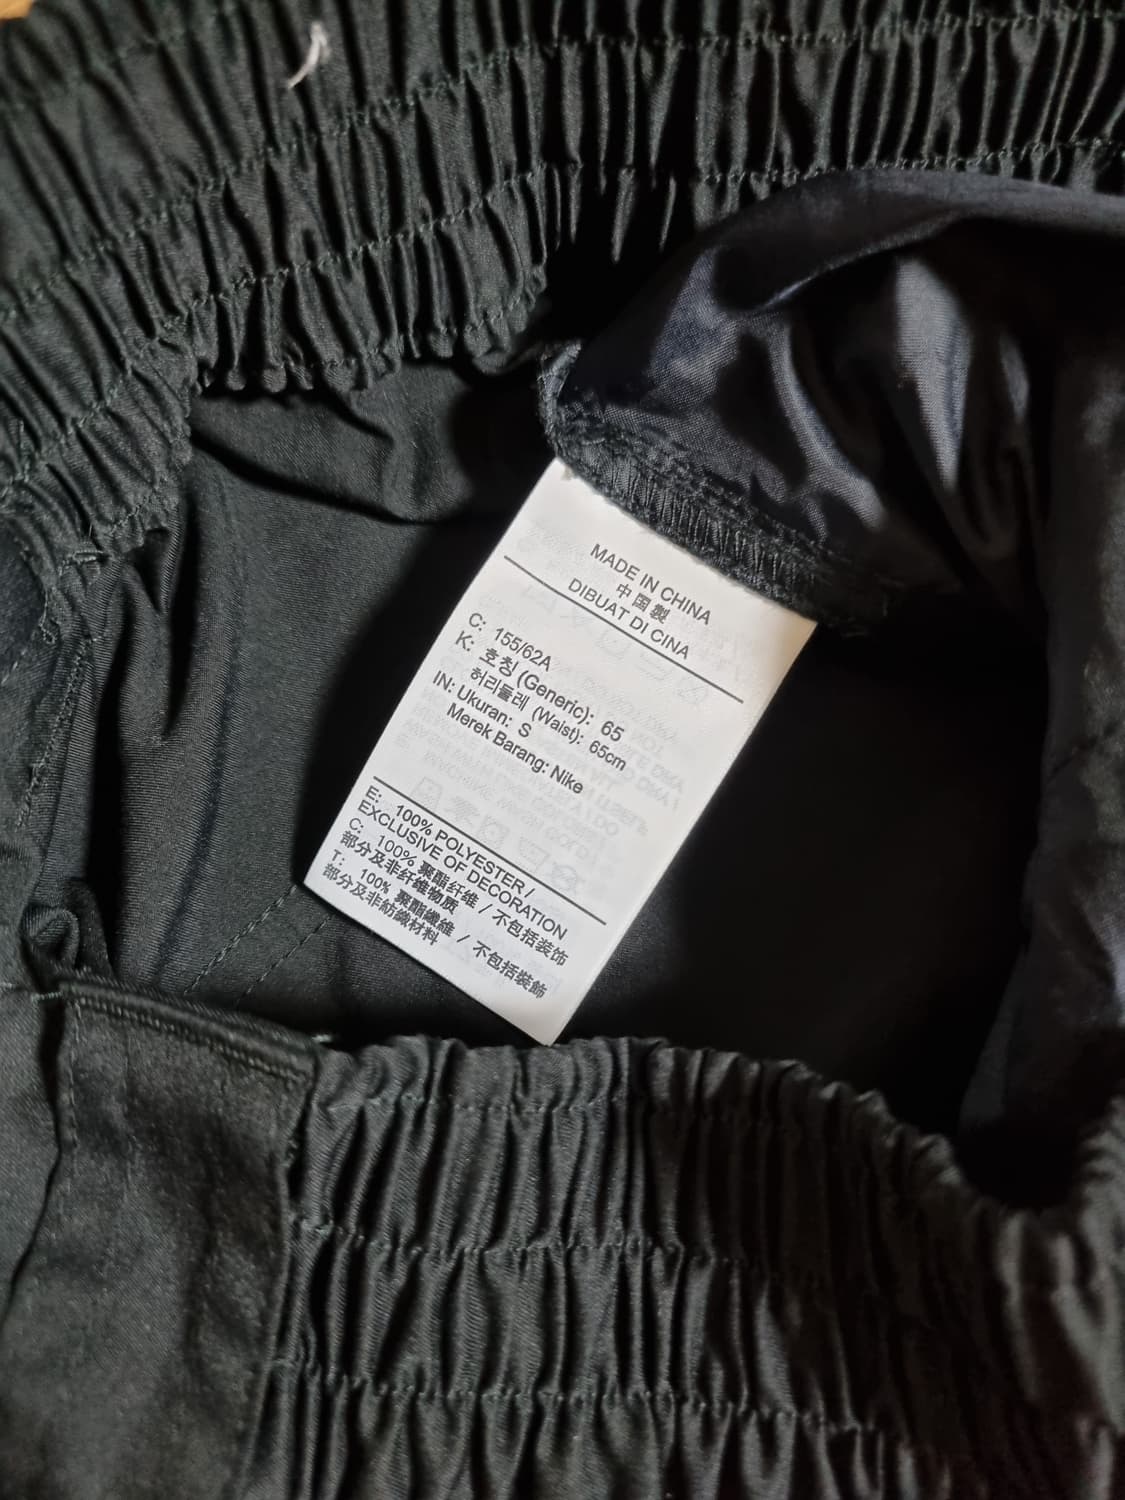 MADE IN CHINA
中国製
DIBUAT DI CINA
C: 155/62A
K: 호칭 (Generic): 65
허리둘레 (Waist): 65cm
IN: Ukuran: S
Merek Barang: Nike
E: 100% POLYESTER /
EXCLUSIVE OF DECORATION
C: 100% 聚酯纤维 / 不包括装饰
部分及非纤维物质
T: 100% 聚酯纖維 / 不包括裝飾
部分及非紡織材料